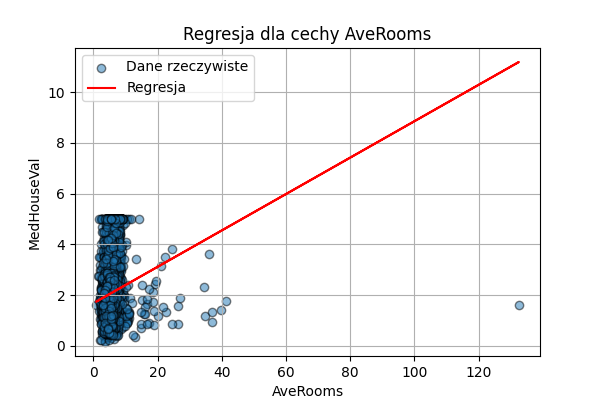 Regresja dla cechy AveRooms
Dane rzeczywiste
Regresja
MedHouseVal
10
8
6
4
2
0
0 20 40 60 80 100 120
AveRooms